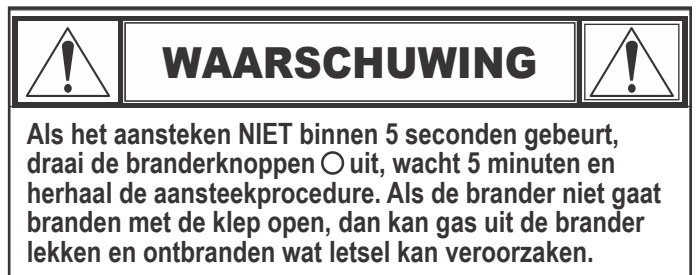 WAARSCHUWING
Als het aansteken NIET binnen 5 seconden gebeurt,
draai de branderknoppen uit, wacht 5 minuten en
herhaal de aansteekprocedure. Als de brander niet gaat
branden met de klep open, dan kan gas uit de brander
lekken en ontbranden wat letsel kan veroorzaken.